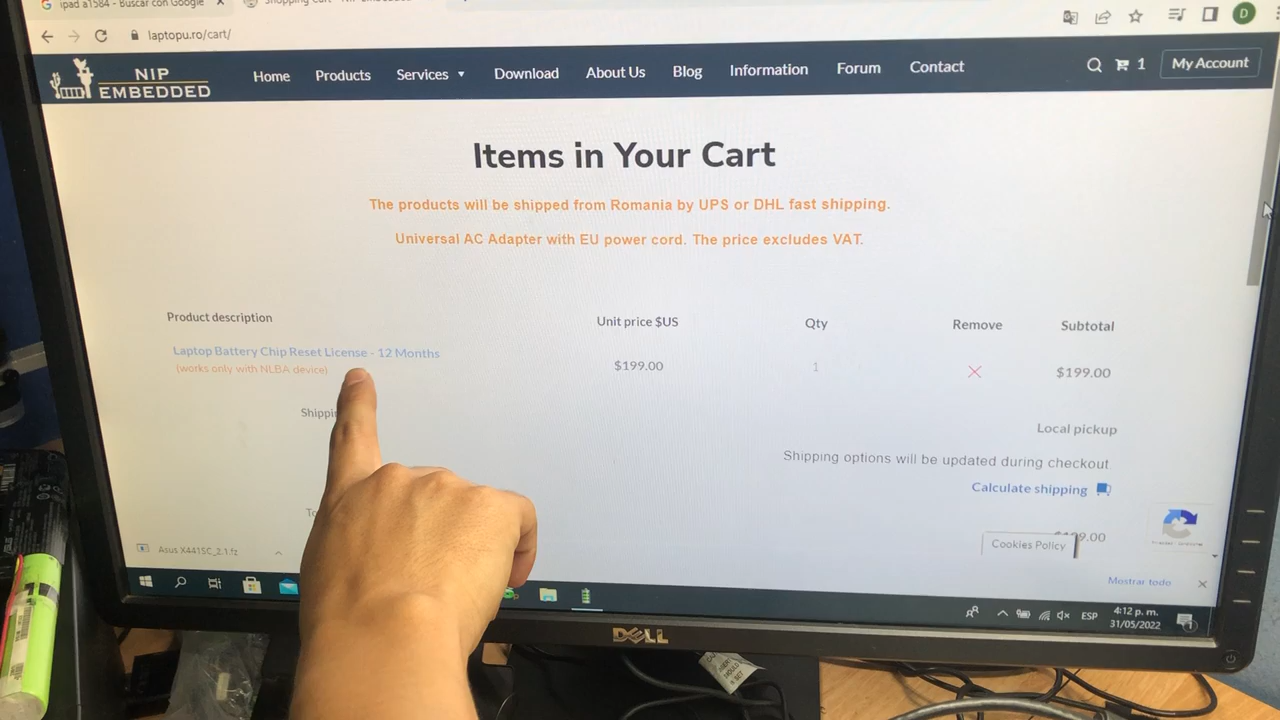 ipad a1584 - Buscar con Google
laptopu.ro/cart/
D
NIP EMBEDDED
Home Products Services Download About Us Blog Information Forum Contact 1 My Account
Items in Your Cart
The products will be shipped from Romania by UPS or DHL fast shipping.
Universal AC Adapter with EU power cord. The price excludes VAT.
Product description Unit price $US Qty Remove Subtotal
Laptop Battery Chip Reset License - 12 Months
(works only with NLBA device)
$199.00 1 $199.00
Local pickup
Shipping options will be updated during checkout
Calculate shipping
Cookies Policy
Asus X441SC_2.1.fz
Mostrar todo
ESP
4:12 p. m.
31/05/2022
DELL